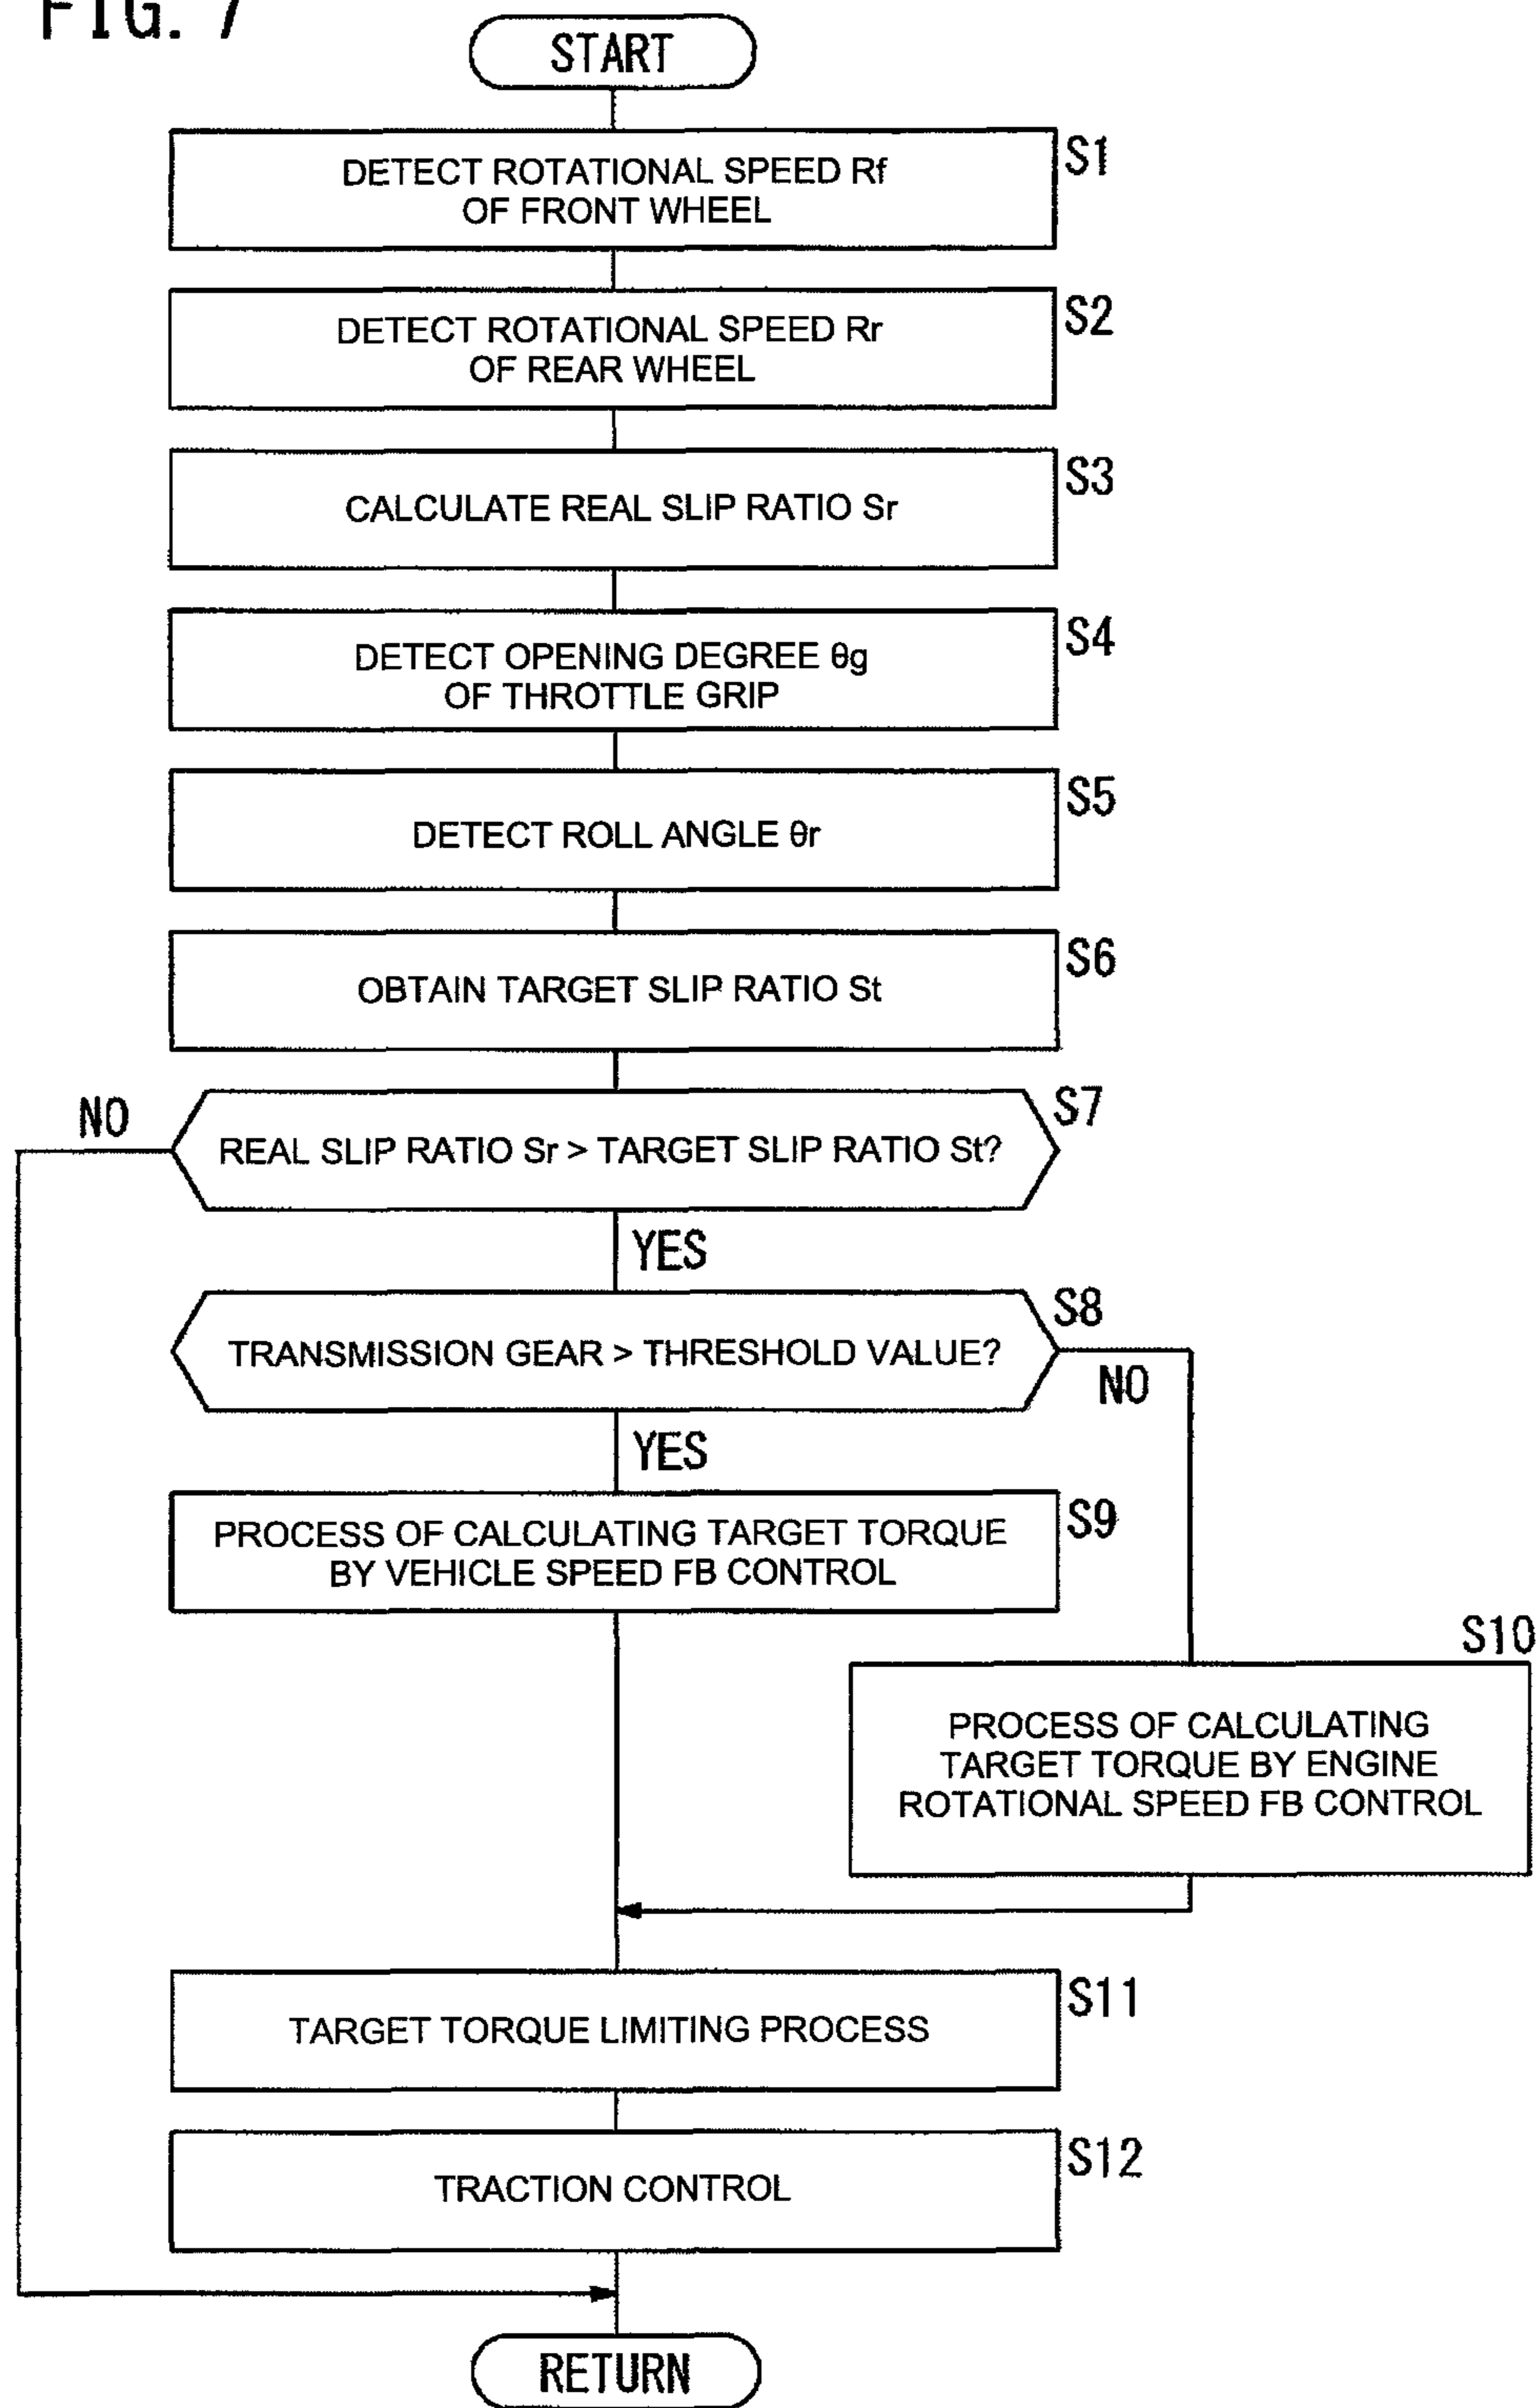 FIG. 7
START
DETECT ROTATIONAL SPEED Rf
OF FRONT WHEEL
S1
DETECT ROTATIONAL SPEED Rr
OF REAR WHEEL
S2
CALCULATE REAL SLIP RATIO Sr
S3
DETECT OPENING DEGREE θg
OF THROTTLE GRIP
S4
DETECT ROLL ANGLE θr
S5
OBTAIN TARGET SLIP RATIO St
S6
REAL SLIP RATIO Sr > TARGET SLIP RATIO St?
S7
NO
YES
TRANSMISSION GEAR > THRESHOLD VALUE?
S8
NO
YES
PROCESS OF CALCULATING TARGET TORQUE
BY VEHICLE SPEED FB CONTROL
S9
S10
PROCESS OF CALCULATING
TARGET TORQUE BY ENGINE
ROTATIONAL SPEED FB CONTROL
TARGET TORQUE LIMITING PROCESS
S11
TRACTION CONTROL
S12
RETURN